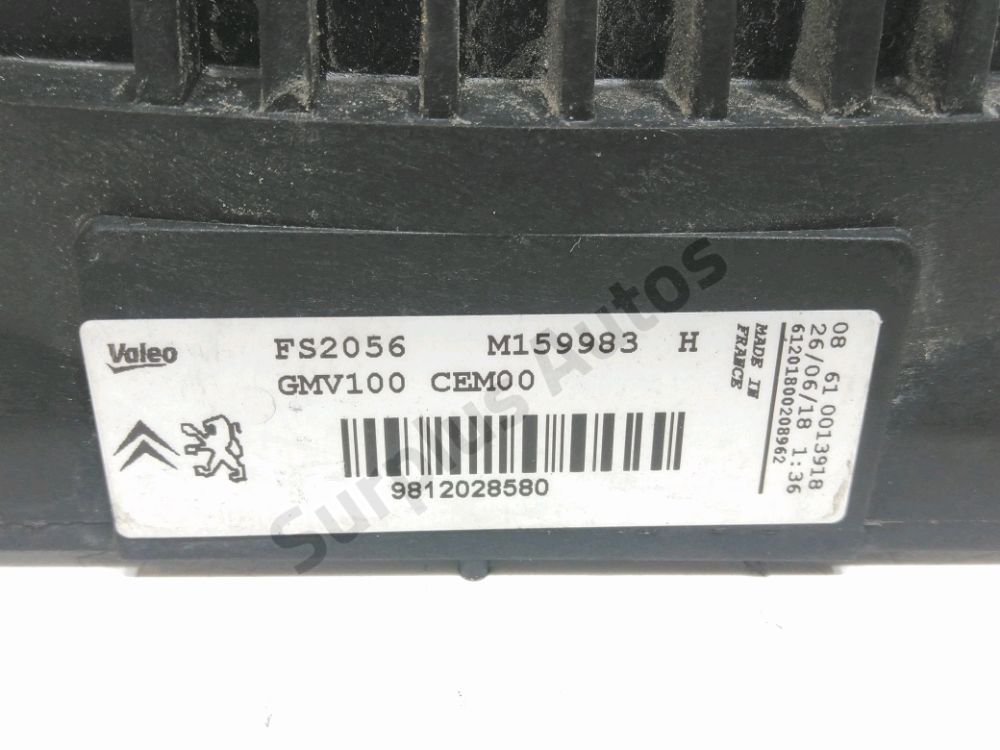 Valeo
FS2056 M159983 H
GMV100 CEM00
9812028580
MADE IN
FRANCE
08 61 0013918
26/06/18 1:36
61201800208962
Surplus Autos